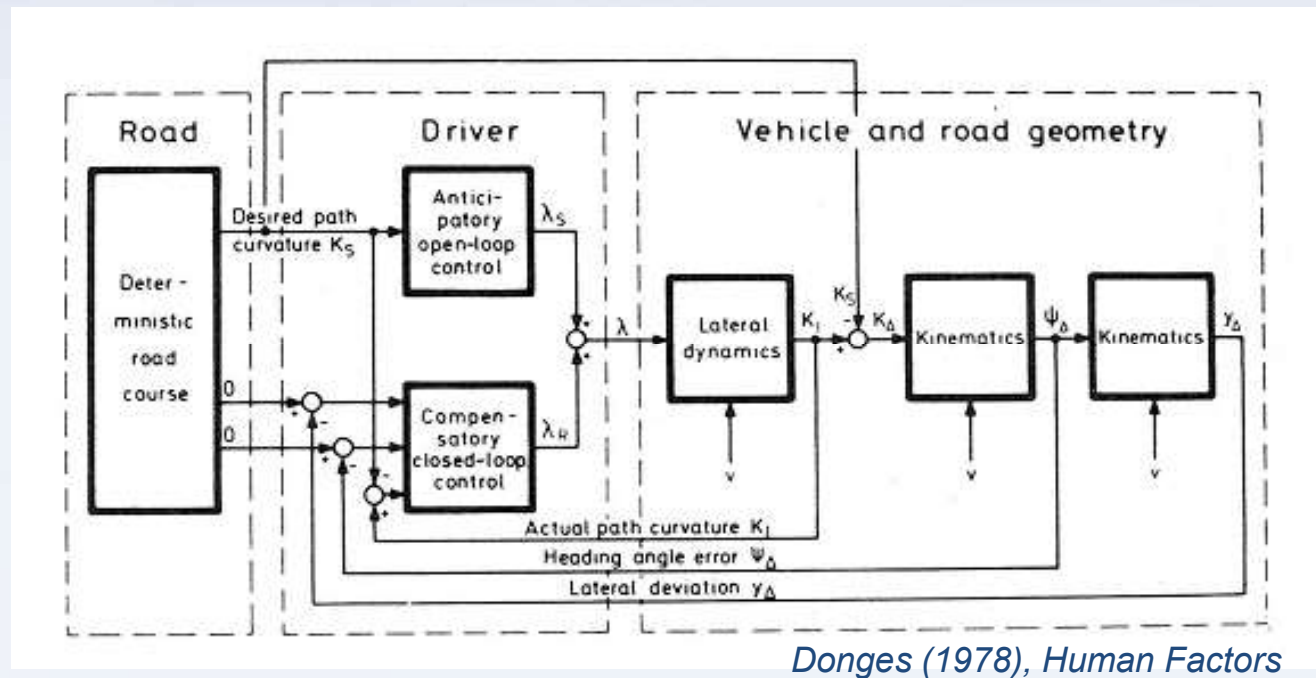 Road
Driver
Vehicle and road geometry
Deter-
ministic
road
course
Desired path
curvature K_S
0
0
Antici-
patory
open-loop
control
λ_S
Compen-
satory
closed-loop
control
λ_R
+
+
+
-
+
-
-
+
λ
Lateral
dynamics
v
K_I
K_S
-
+
K_Δ
Kinematics
v
Ψ_Δ
Kinematics
v
y_Δ
Actual path curvature K_I
Heading angle error Ψ_Δ
Lateral deviation y_Δ
Donges (1978), Human Factors